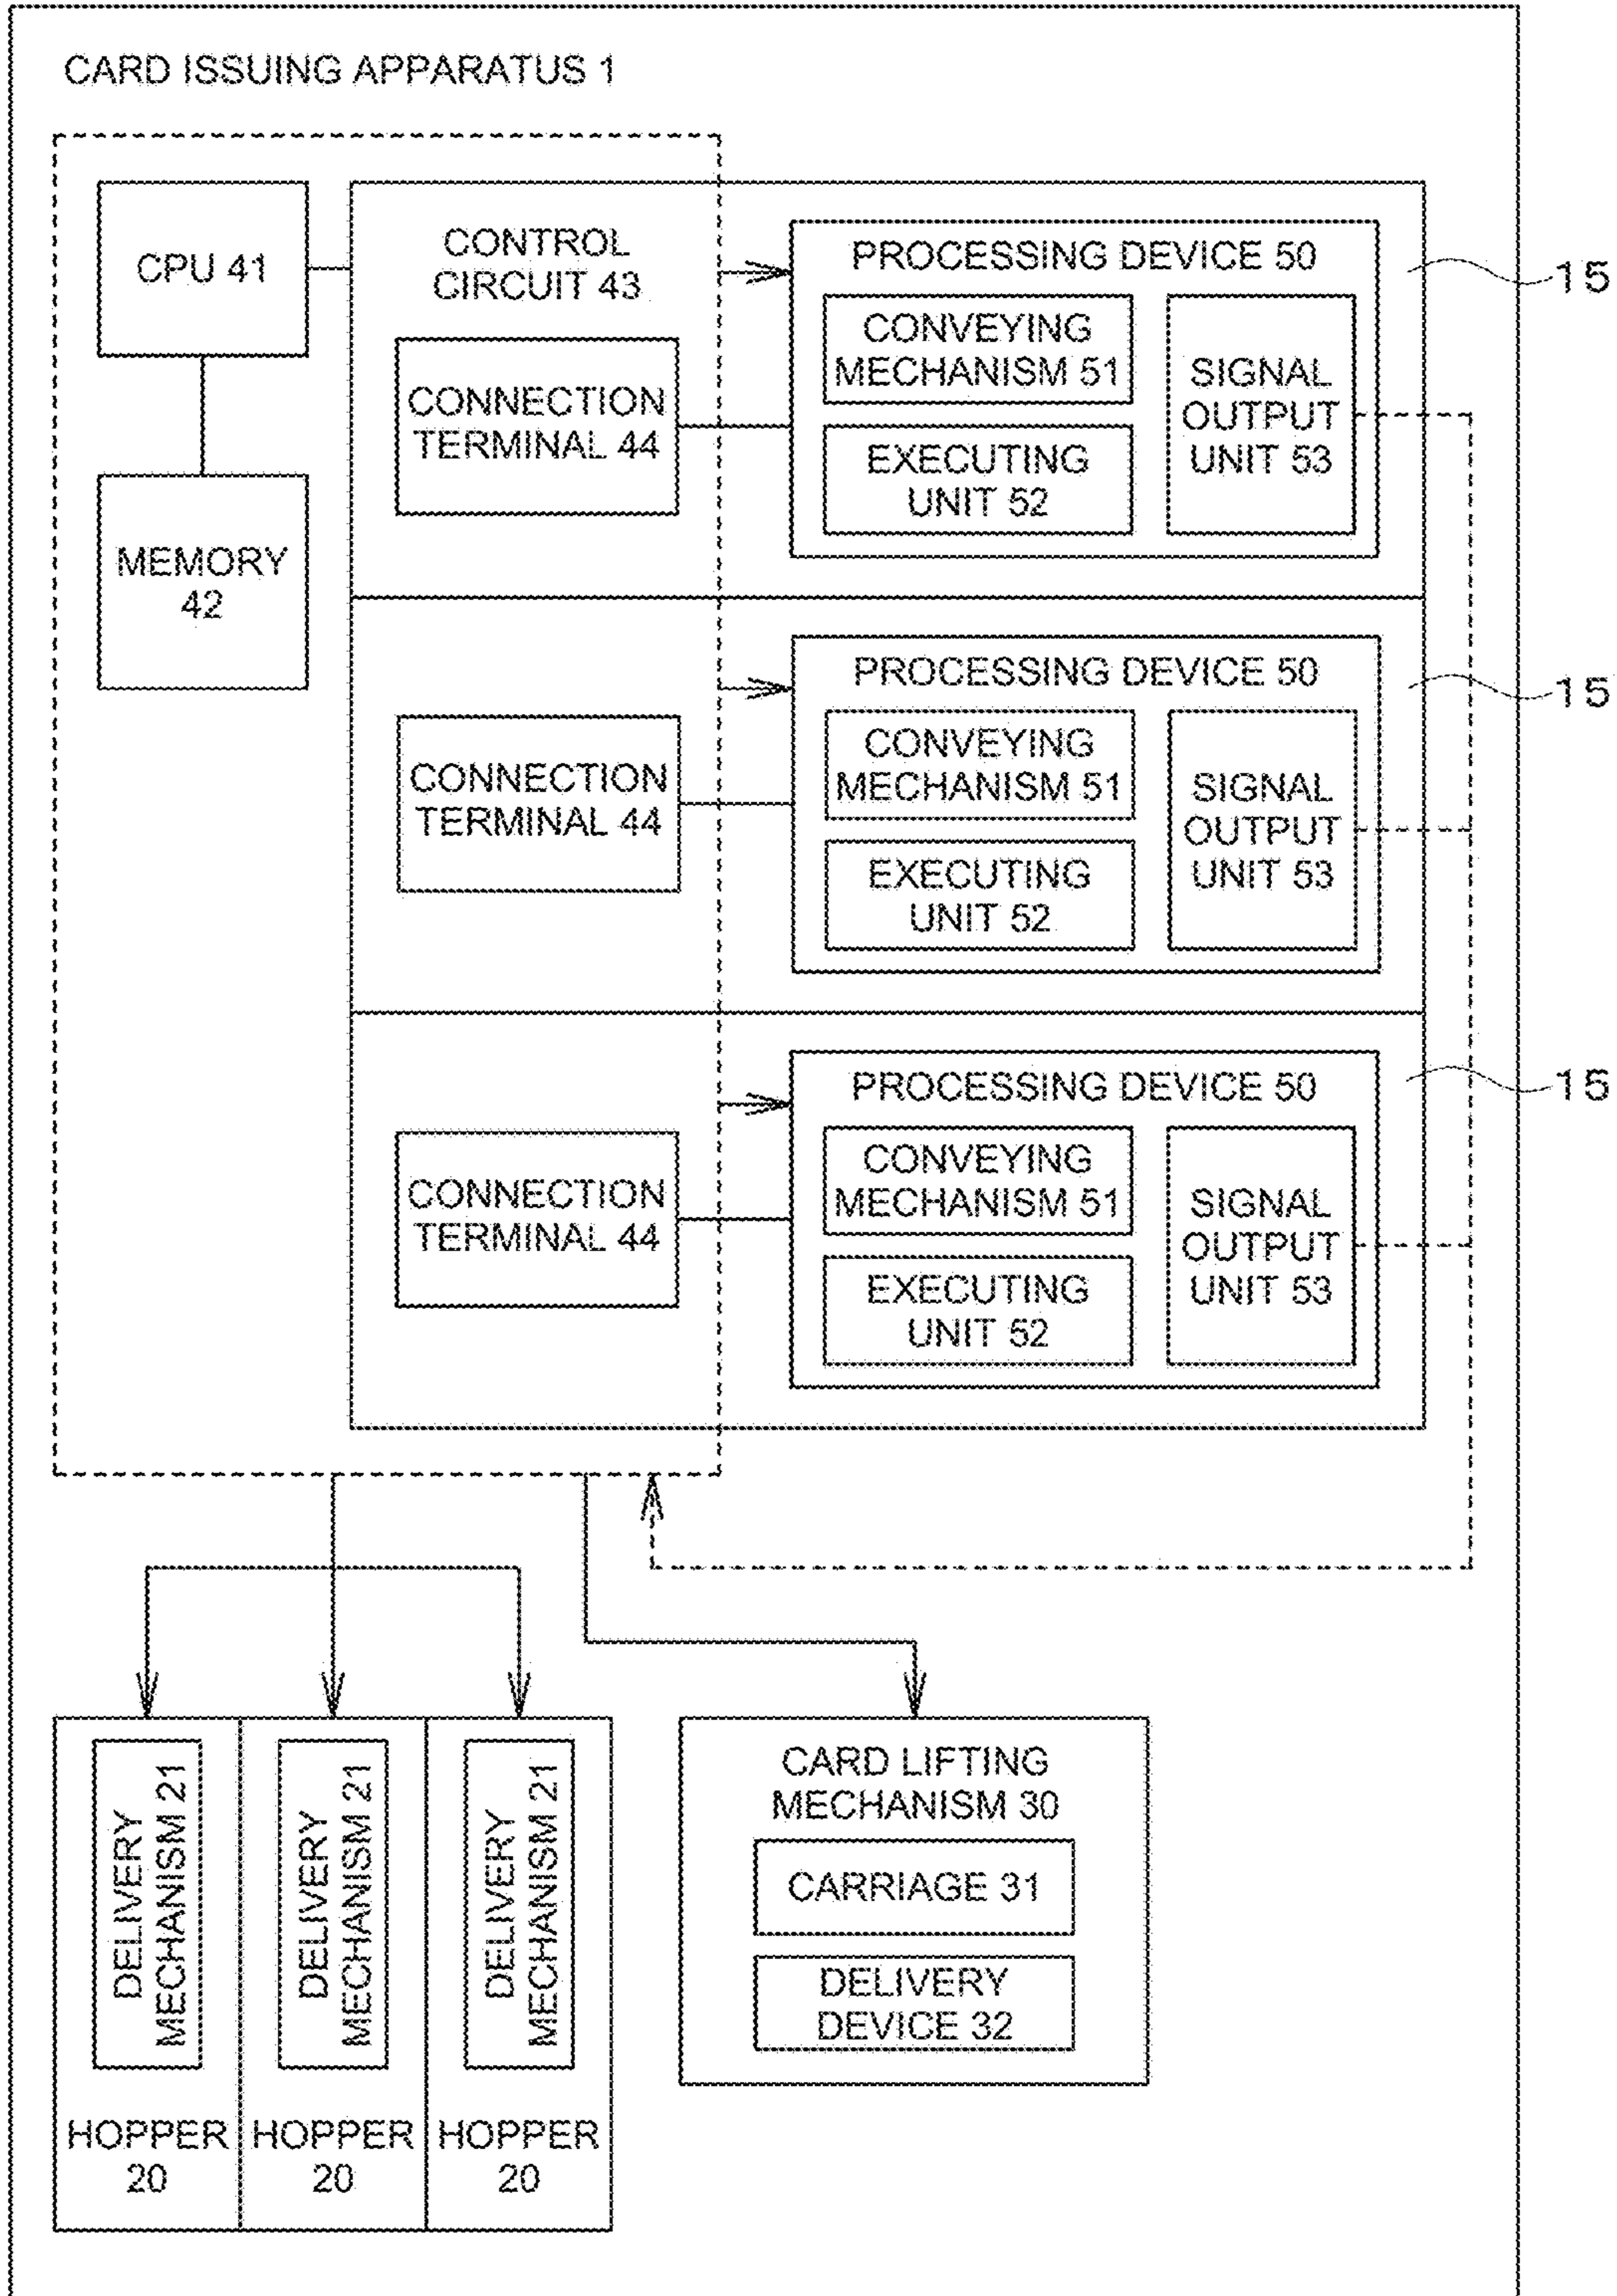 CARD ISSUING APPARATUS 1
CPU 41
MEMORY
42
CONTROL
CIRCUIT 43
CONNECTION
TERMINAL 44
PROCESSING DEVICE 50
CONVEYING
MECHANISM 51
EXECUTING
UNIT 52
SIGNAL
OUTPUT
UNIT 53
15
CONNECTION
TERMINAL 44
PROCESSING DEVICE 50
CONVEYING
MECHANISM 51
EXECUTING
UNIT 52
SIGNAL
OUTPUT
UNIT 53
15
CONNECTION
TERMINAL 44
PROCESSING DEVICE 50
CONVEYING
MECHANISM 51
EXECUTING
UNIT 52
SIGNAL
OUTPUT
UNIT 53
15
DELIVERY
MECHANISM 21
HOPPER
20
DELIVERY
MECHANISM 21
HOPPER
20
DELIVERY
MECHANISM 21
HOPPER
20
CARD LIFTING
MECHANISM 30
CARRIAGE 31
DELIVERY
DEVICE 32